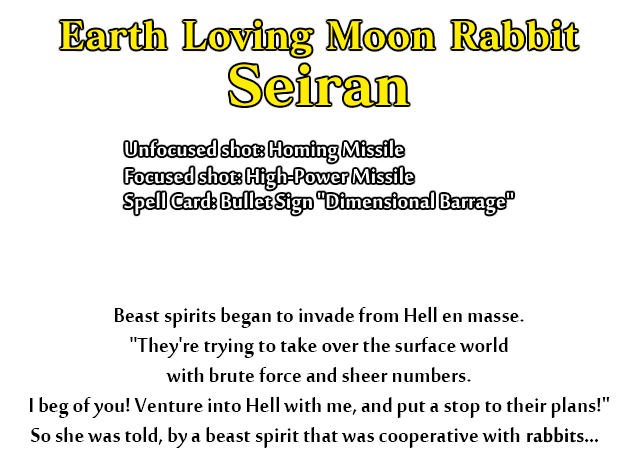 Earth Loving Moon Rabbit
Seiran
Unfocused shot: Homing Missile
Focused shot: High-Power Missile
Spell Card: Bullet Sign "Dimensional Barrage"
Beast spirits began to invade from Hell en masse.
"They're trying to take over the surface world
with brute force and sheer numbers.
I beg of you! Venture into Hell with me, and put a stop to their plans!"
So she was told, by a beast spirit that was cooperative with rabbits...